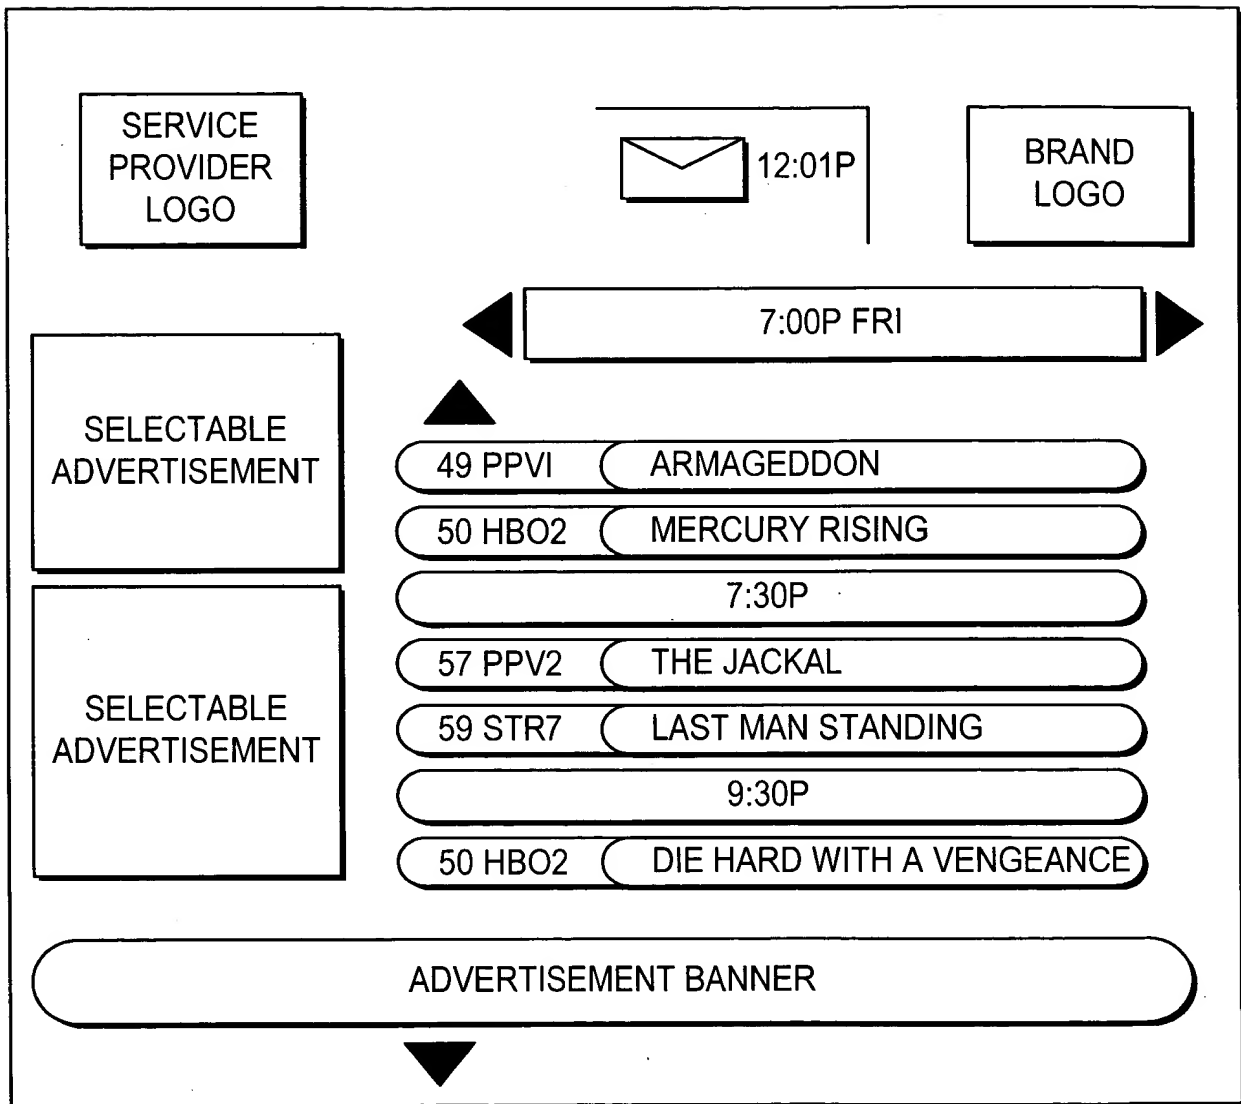 SERVICE
PROVIDER
LOGO
12:01P
BRAND
LOGO
7:00P FRI
SELECTABLE
ADVERTISEMENT
49 PPVI ARMAGEDDON
50 HBO2 MERCURY RISING
7:30P
57 PPV2 THE JACKAL
SELECTABLE
ADVERTISEMENT
59 STR7 LAST MAN STANDING
9:30P
50 HBO2 DIE HARD WITH A VENGEANCE
ADVERTISEMENT BANNER